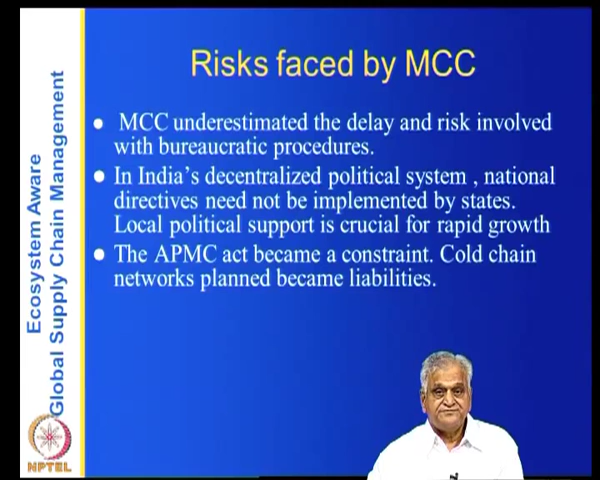 Risks faced by MCC
MCC underestimated the delay and risk involved
with bureaucratic procedures.
In India's decentralized political system , national
directives need not be implemented by states.
Local political support is crucial for rapid growth
The APMC act became a constraint. Cold chain
networks planned became liabilities.
Ecosystem Aware
Global Supply Chain Management
NPTEL